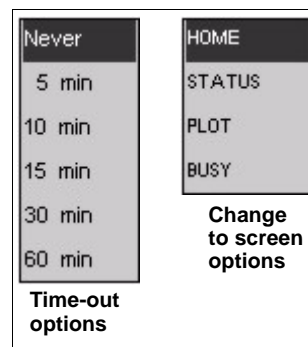 Never
5 min
10 min
15 min
30 min
60 min
Time-out
options
HOME
STATUS
PLOT
BUSY
Change
to screen
options